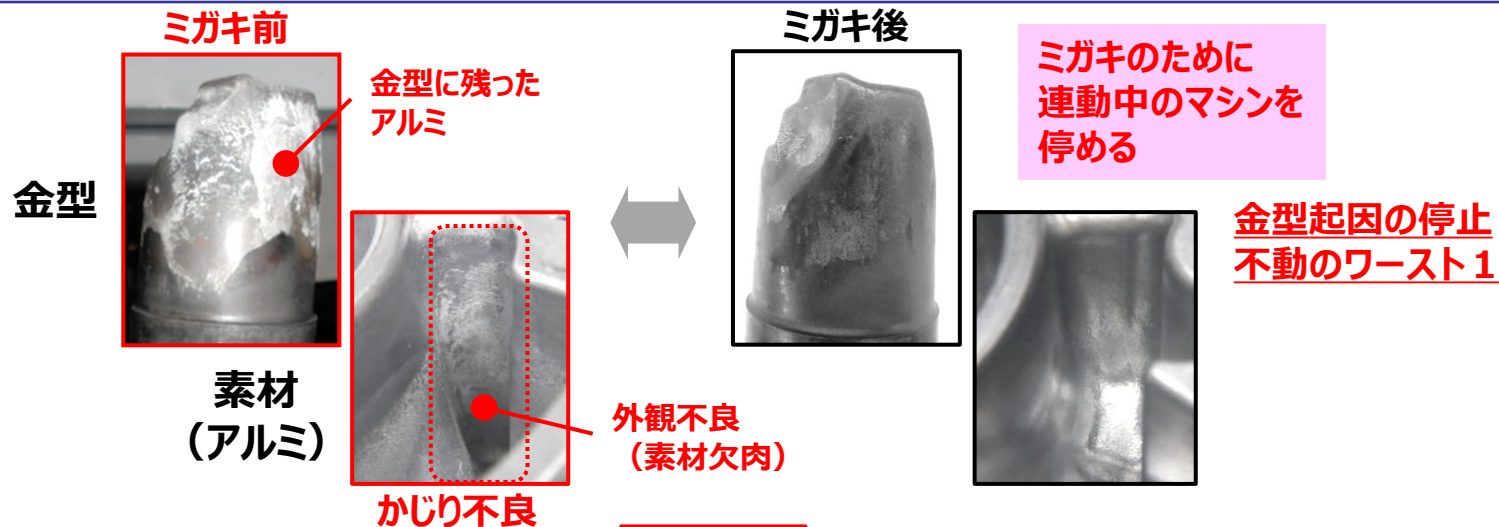 ミガキ前
ミガキ後
金型に残った
アルミ
ミガキのために
連動中のマシンを
停める
金型
金型起因の停止
不動のワースト1
素材
（アルミ）
外観不良
（素材欠肉）
かじり不良